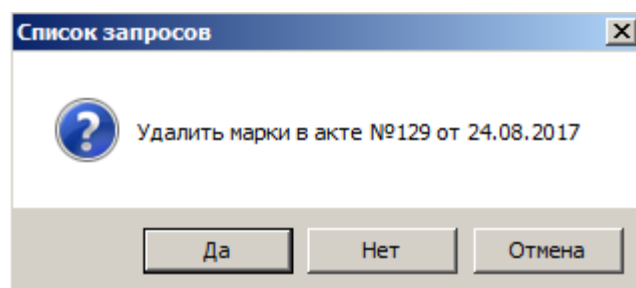 Список запросов
Удалить марки в акте №129 от 24.08.2017
Да Нет Отмена